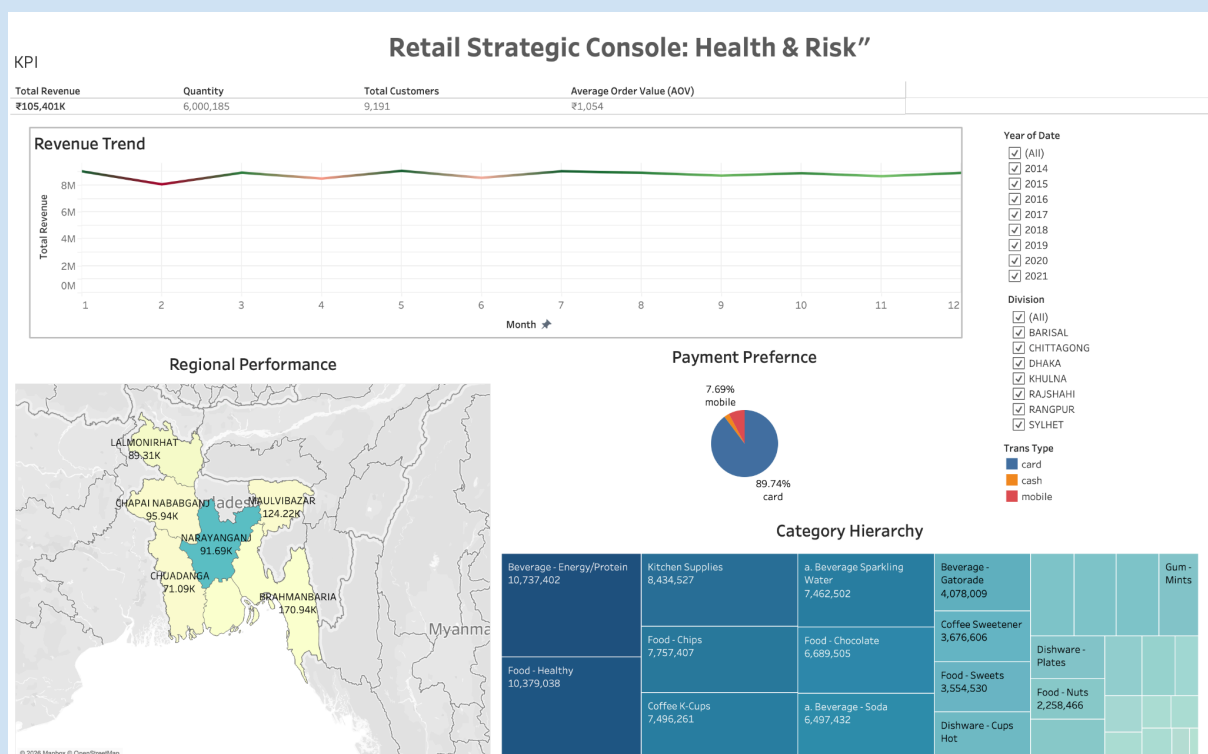 Retail Strategic Console: Health & Risk”
KPI
Total Revenue Quantity Total Customers Average Order Value (AOV)
₹105,401K 6,000,185 9,191 ₹1,054
Revenue Trend
Total Revenue
8M
6M
4M
2M
0M
1 2 3 4 5 6 7 8 9 10 11 12
Month
Year of Date
(All)
2014
2015
2016
2017
2018
2019
2020
2021
Division
(All)
BARISAL
CHITTAGONG
DHAKA
KHULNA
RAJSHAHI
RANGPUR
SYLHET
Trans Type
card
cash
mobile
Regional Performance
LALMONIRHAT
89.31K
CHAPAI NABABGANJ
95.94K
lades
MAULVIBAZAR
124.22K
NARAYANGANJ
91.69K
CHUADANGA
71.09K
BRAHMANBARIA
170.94K
Myanma
© 2026 Mapbox © OpenStreetMap
Payment Prefernce
7.69%
mobile
89.74%
card
Category Hierarchy
Beverage - Energy/Protein
10,737,402
Food - Healthy
10,379,038
Kitchen Supplies
8,434,527
Food - Chips
7,757,407
Coffee K-Cups
7,496,261
a. Beverage Sparkling
Water
7,462,502
Food - Chocolate
6,689,505
a. Beverage - Soda
6,497,432
Beverage -
Gatorade
4,078,009
Coffee Sweetener
3,676,606
Food - Sweets
3,554,530
Dishware - Cups
Hot
Dishware -
Plates
Food - Nuts
2,258,466
Gum -
Mints